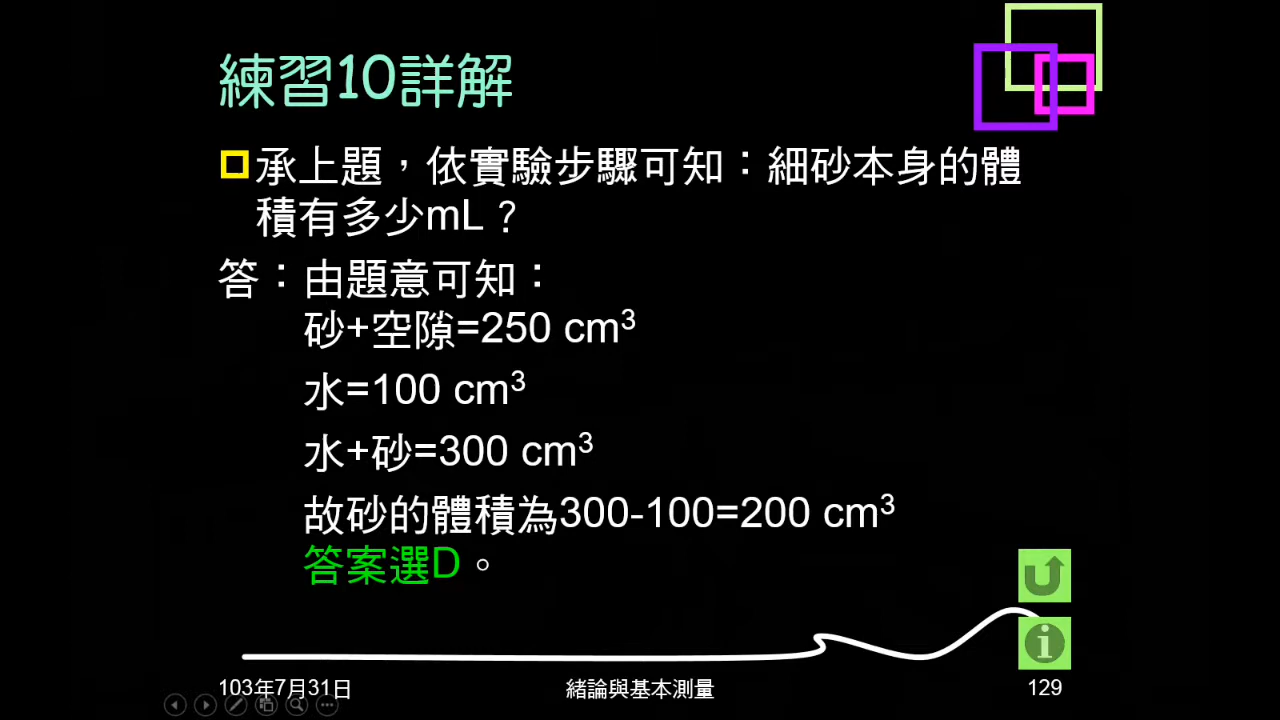 練習10詳解
承上題，依實驗步驟可知：細砂本身的體
積有多少mL？
答：由題意可知：
砂+空隙=250 cm³
水=100 cm³
水+砂=300 cm³
故砂的體積為300-100=200 cm³
答案選D。
103年7月31日
緒論與基本測量
129